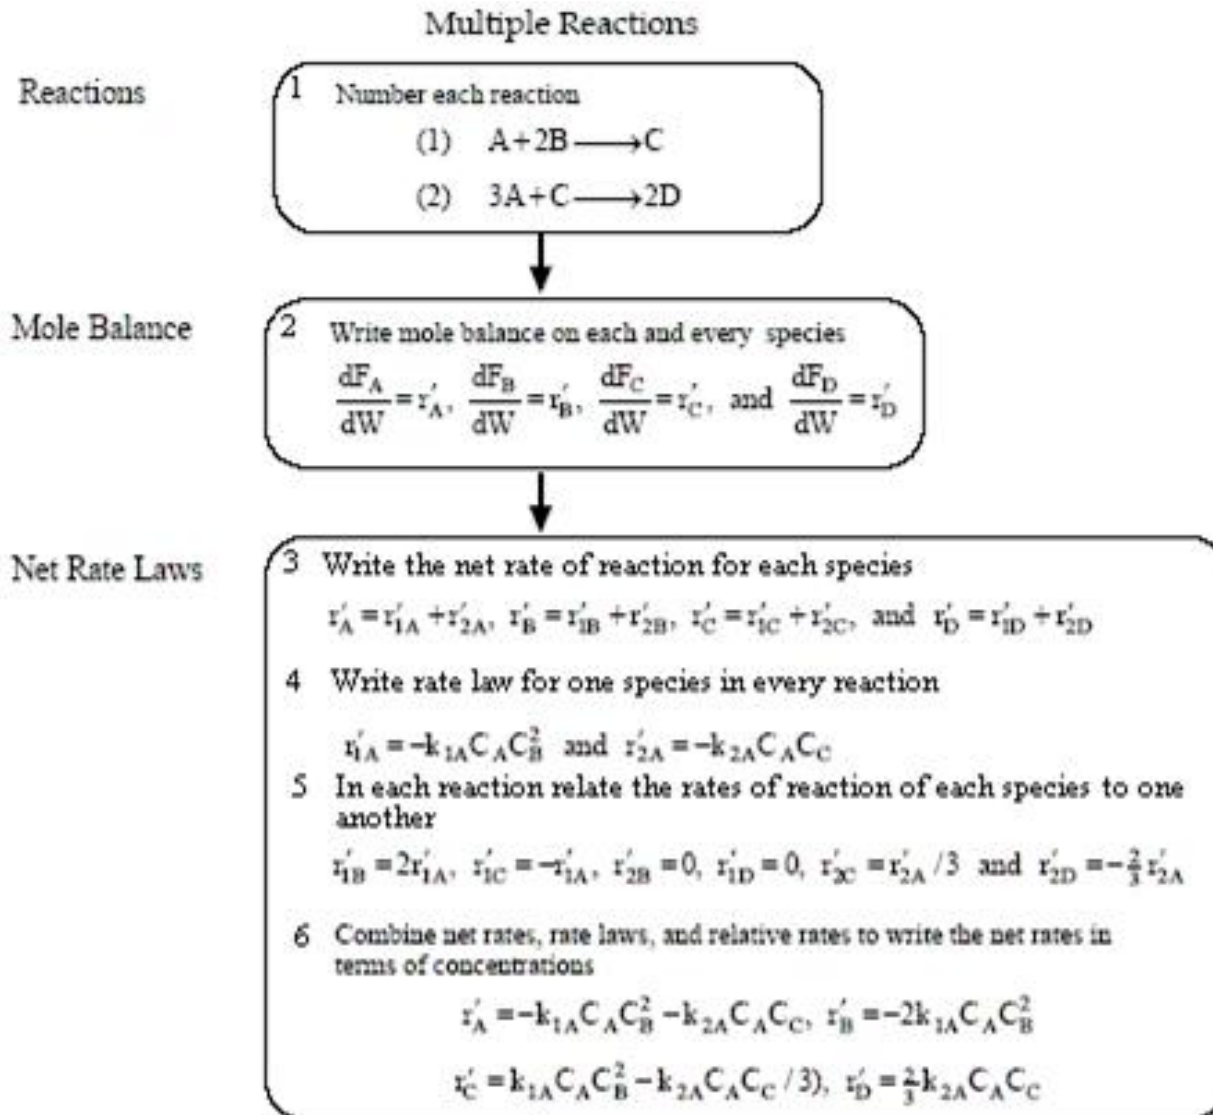 Multiple Reactions
Reactions
1 Number each reaction
(1) A+2B⟶C
(2) 3A+C⟶2D
Mole Balance
2 Write mole balance on each and every species
dF_A/dW = r′_A, dF_B/dW = r′_B, dF_C/dW = r′_C, and dF_D/dW = r′_D
Net Rate Laws
3 Write the net rate of reaction for each species
r′_A = r′_1A + r′_2A, r′_B = r′_1B + r′_2B, r′_C = r′_1C + r′_2C, and r′_D = r′_1D + r′_2D
4 Write rate law for one species in every reaction
r′_1A = −k_1A C_A C_B² and r′_2A = −k_2A C_A C_C
5 In each reaction relate the rates of reaction of each species to one
another
r′_1B = 2r′_1A, r′_1C = −r′_1A, r′_2B = 0, r′_1D = 0, r′_2C = r′_2A /3 and r′_2D = −2/3 r′_2A
6 Combine net rates, rate laws, and relative rates to write the net rates in
terms of concentrations
r′_A = −k_1A C_A C_B² − k_2A C_A C_C, r′_B = −2k_1A C_A C_B²
r′_C = k_1A C_A C_B² − k_2A C_A C_C /3), r′_D = 2/3 k_2A C_A C_C